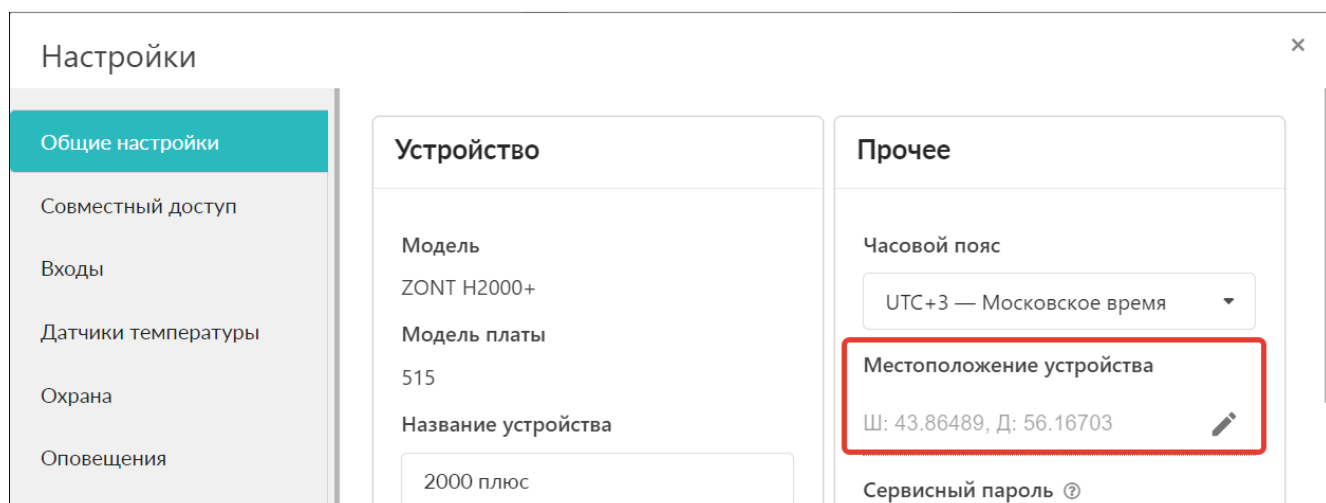 Настройки
×
Общие настройки
Совместный доступ
Входы
Датчики температуры
Охрана
Оповещения
Устройство
Модель
ZONT H2000+
Модель платы
515
Название устройства
2000 плюс
Прочее
Часовой пояс
UTC+3 — Московское время
Местоположение устройства
Ш: 43.86489, Д: 56.16703
Сервисный пароль ?